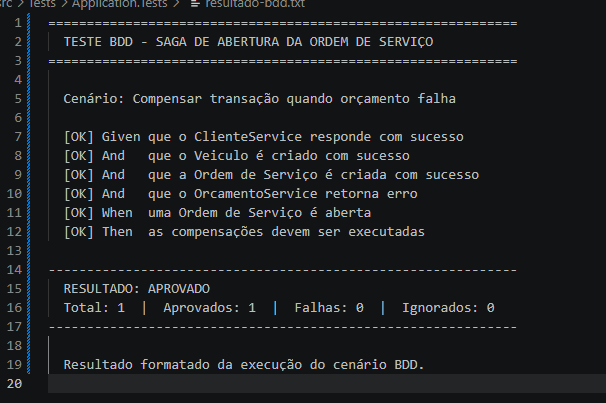 src > Tests > Application.Tests > resultado-bdd.txt
1 ==============================================================
2 TESTE BDD - SAGA DE ABERTURA DA ORDEM DE SERVIÇO
3 ==============================================================
4
5 Cenário: Compensar transação quando orçamento falha
6
7 [OK] Given que o ClienteService responde com sucesso
8 [OK] And   que o Veiculo é criado com sucesso
9 [OK] And   que a Ordem de Serviço é criada com sucesso
10 [OK] And   que o OrcamentoService retorna erro
11 [OK] When  uma Ordem de Serviço é aberta
12 [OK] Then  as compensações devem ser executadas
13
14 --------------------------------------------------------------
15 RESULTADO: APROVADO
16 Total: 1  |  Aprovados: 1  |  Falhas: 0  |  Ignorados: 0
17 --------------------------------------------------------------
18
19 Resultado formatado da execução do cenário BDD.
20